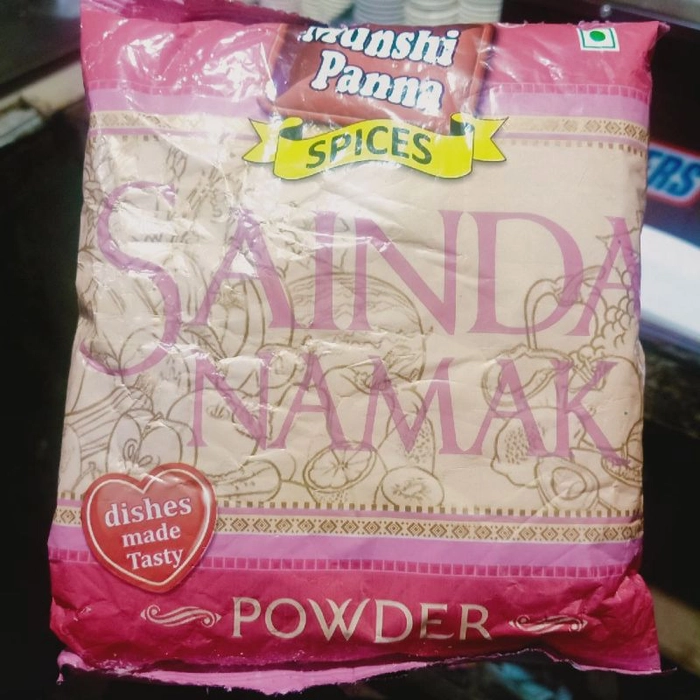 Munshi
Panna
SPICES
SAINDA
NAMAK
dishes
made
Tasty
POWDER